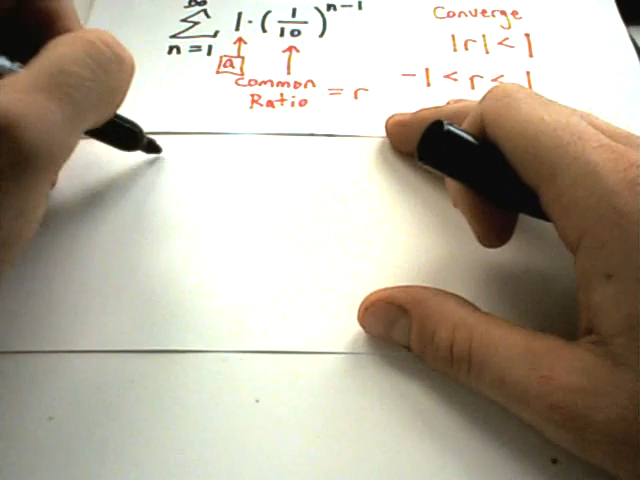 ∞
∑ 1·(1/10)^n-1
n=1
a
Common
Ratio = r
Converge
|r| < 1
-1 < r < 1